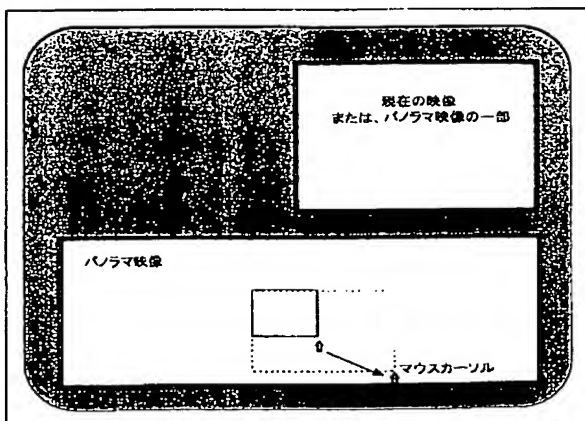 現在の映像
または、パノラマ映像の一部
パノラマ映像
マウスカーソル